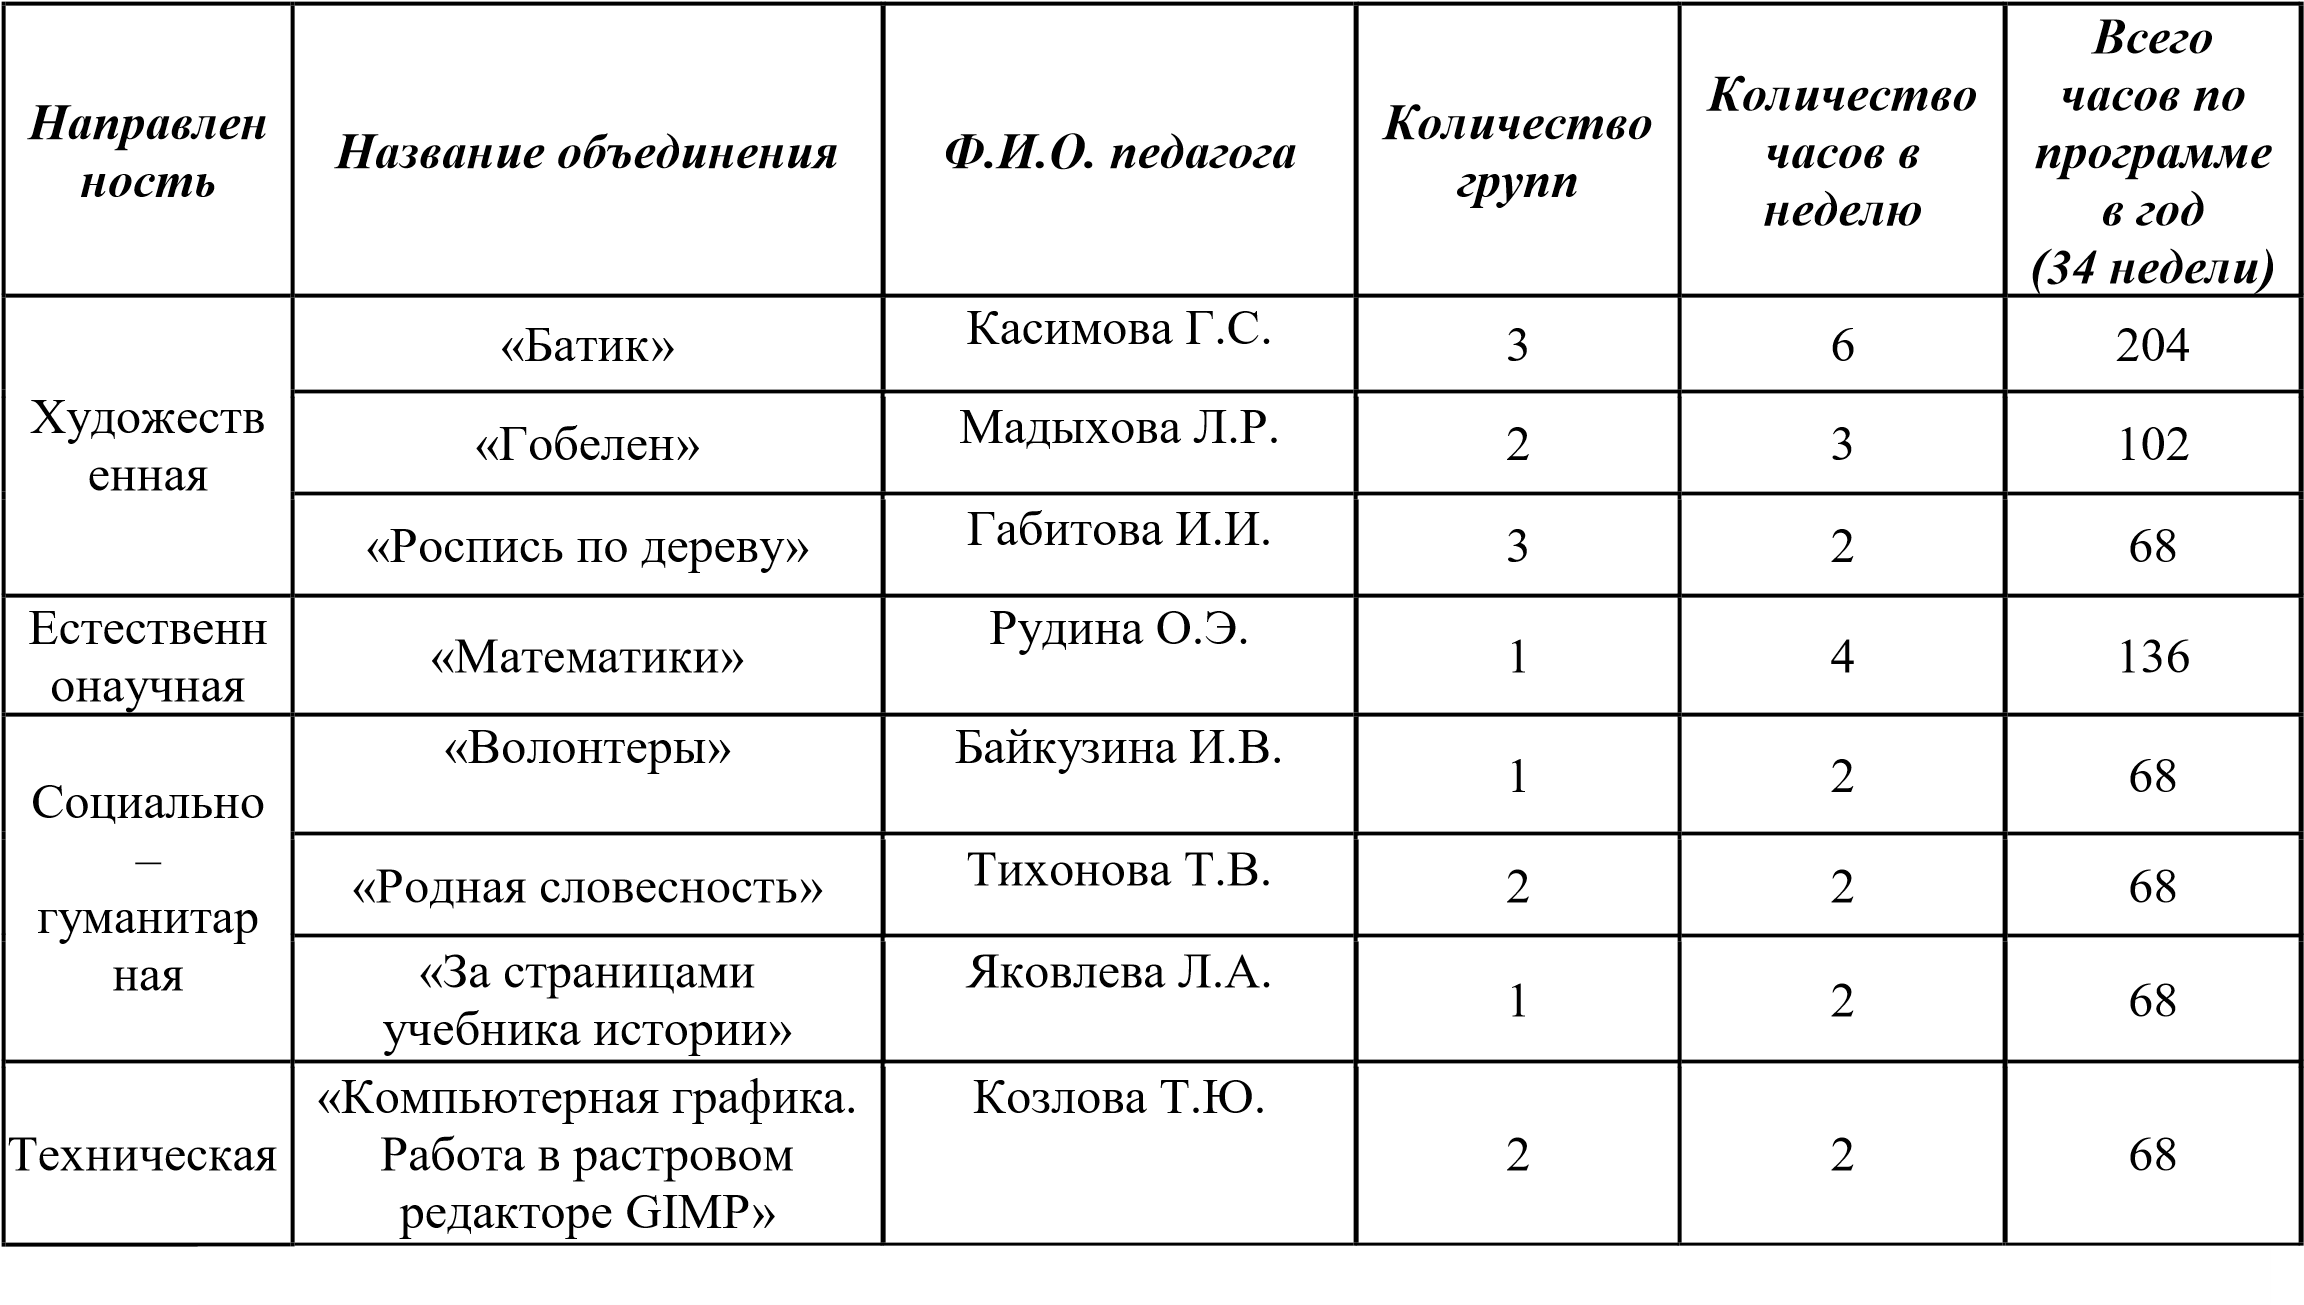 Направлен
ность
Название объединения
Ф.И.О. педагога
Количество
групп
Количество
часов в
неделю
Всего
часов по
программе
в год
(34 недели)
Художеств
енная
«Батик»
Касимова Г.С.
3
6
204
«Гобелен»
Мадыхова Л.Р.
2
3
102
«Роспись по дереву»
Габитова И.И.
3
2
68
Естественн
онаучная
«Математики»
Рудина О.Э.
1
4
136
Социально
–
гуманитар
ная
«Волонтеры»
Байкузина И.В.
1
2
68
«Родная словесность»
Тихонова Т.В.
2
2
68
«За страницами
учебника истории»
Яковлева Л.А.
1
2
68
Техническая
«Компьютерная графика.
Работа в растровом
редакторе GIMP»
Козлова Т.Ю.
2
2
68